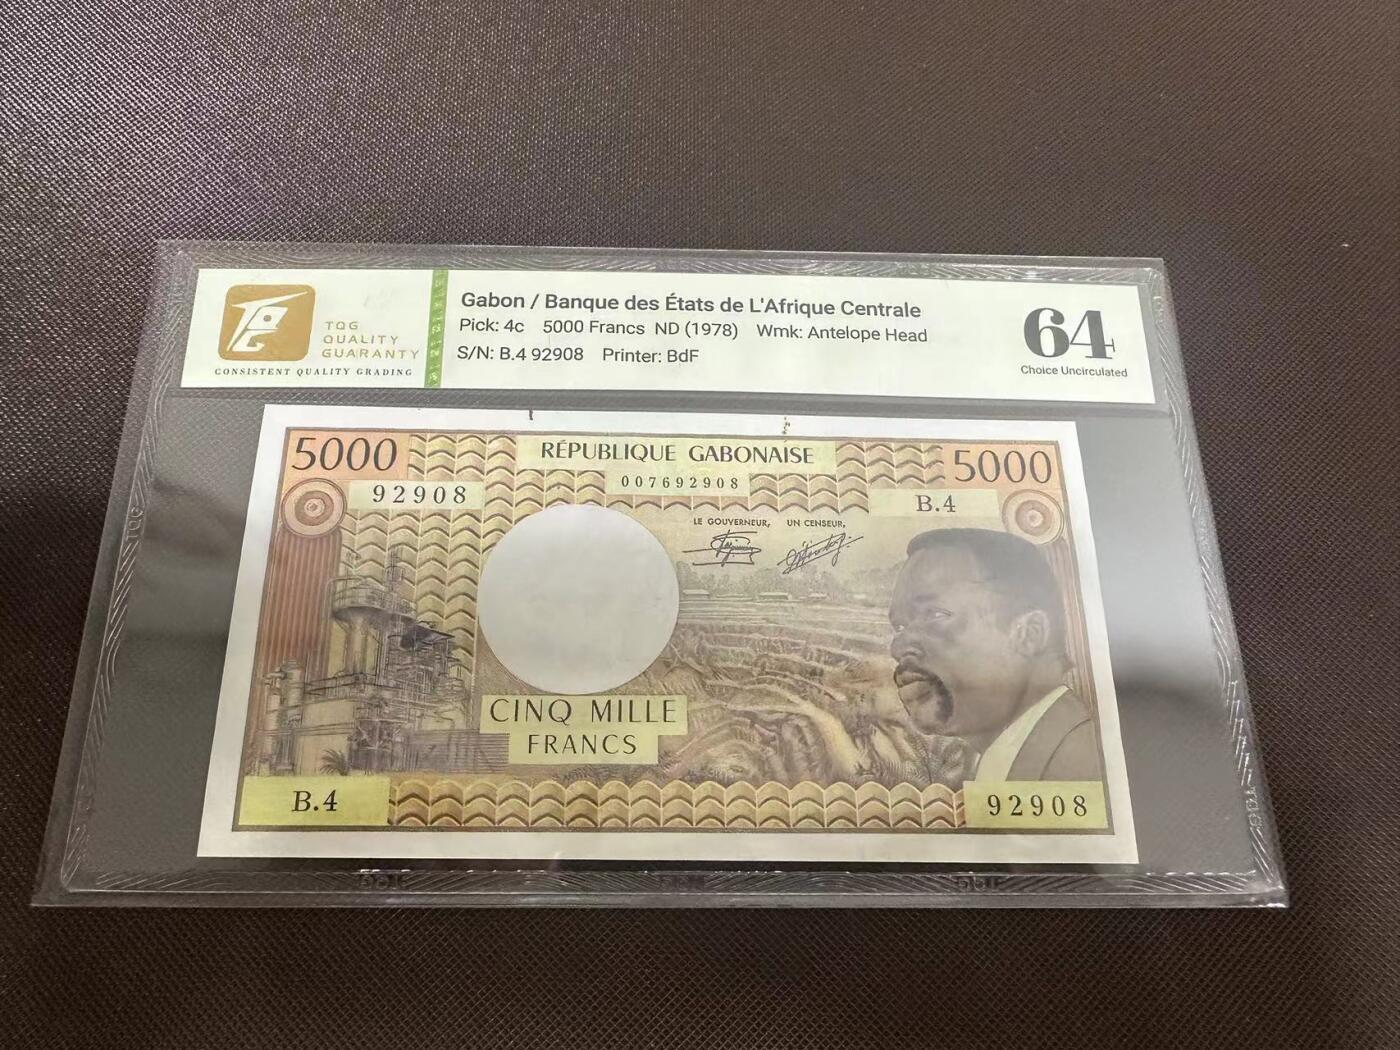 TQG
QUALITY
GUARANTY
CONSISTENT QUALITY GRADING
Gabon / Banque des États de L'Afrique Centrale
Pick: 4c 5000 Francs ND (1978) Wmk: Antelope Head
S/N: B.4 92908 Printer: BdF
64
Choice Uncirculated
5000
RÉPUBLIQUE GABONAISE
5000
92908
007692908
B.4
LE GOUVERNEUR, UN CENSEUR,
CINQ MILLE
FRANCS
B.4
92908